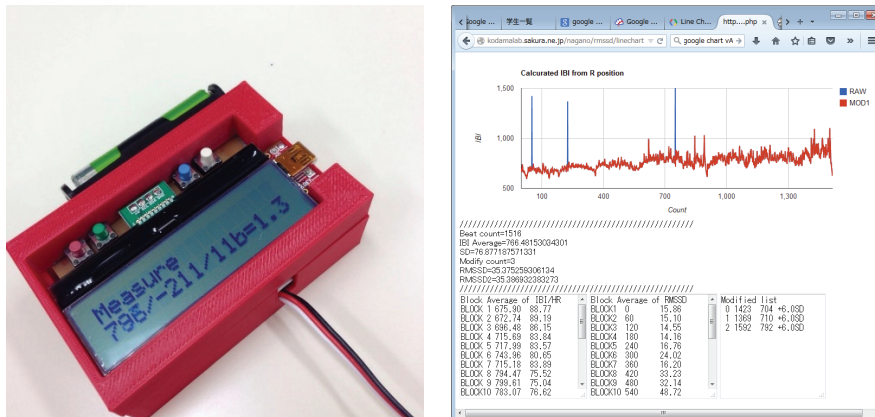 Measure
796/-211/11b=1.3
google ...
学生一覧
google ...
Google ...
Line Ch...
http....php
kodamalab.sakura.ne.jp/nagano/rmssd/linechart
google chart vA
Calcurated IBI from R position
RAW
MOD1
1,500
1,000
500
IBI
100 400 700 1,000 1,300
Count
//////////////////////////////////////////////////////
Beat count=1516
IBI Average=766.48153034301
SD=76.877187571331
Modify count=3
RMSSD=35.375259306134
RMSSD2=35.386932383273
//////////////////////////////////////////////////////
Block Average of IBI/HR
BLOCK 1 675.90 88.77
BLOCK 2 672.74 89.19
BLOCK 3 696.48 86.15
BLOCK 4 715.69 83.84
BLOCK 5 717.99 83.57
BLOCK 6 743.96 80.65
BLOCK 7 715.18 83.89
BLOCK 8 794.47 75.52
BLOCK 9 799.61 75.04
BLOCK10 783.07 76.62
Block Average of RMSSD
BLOCK1 0 15.86
BLOCK2 60 15.10
BLOCK3 120 14.55
BLOCK4 180 14.16
BLOCK5 240 16.76
BLOCK6 300 24.02
BLOCK7 360 16.20
BLOCK8 420 33.23
BLOCK9 480 32.14
BLOCK10 540 48.72
Modified list
0 1423 704 +6.0SD
1 1369 710 +6.0SD
2 1592 792 +6.0SD